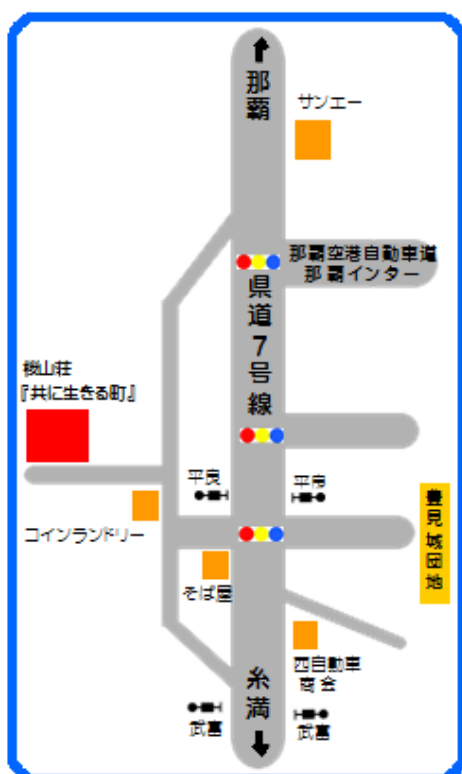 那覇
サンエー
那覇空港自動車道
那覇インター
県道7号線
機山荘
『共に生きる町』
平良
平良
豊見城団地
コインランドリー
そば屋
西自動車
商会
糸満
武富
武富